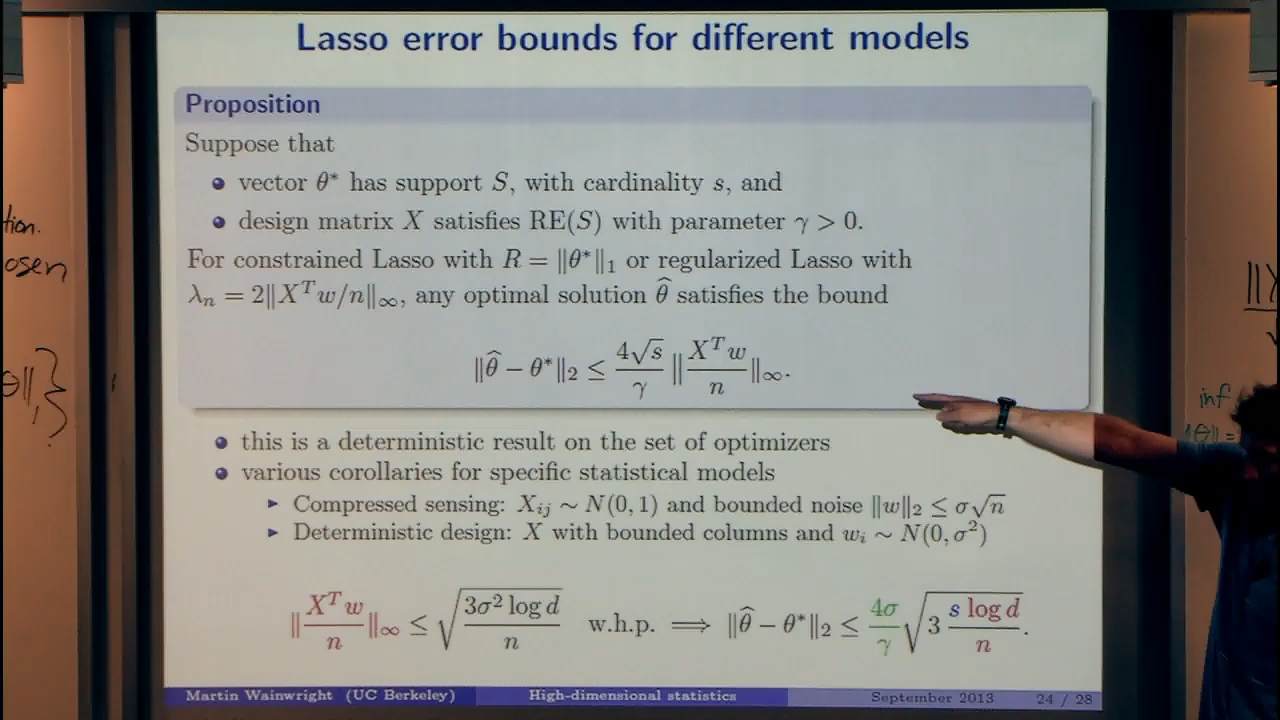 Lasso error bounds for different models
Proposition
Suppose that
vector θ* has support S, with cardinality s, and
design matrix X satisfies RE(S) with parameter γ > 0.
For constrained Lasso with R = ‖θ*‖₁ or regularized Lasso with
λₙ = 2‖Xᵀw/n‖∞, any optimal solution θ̂ satisfies the bound
‖θ̂ − θ*‖₂ ≤ 4√s/γ ‖Xᵀw/n‖∞.
this is a deterministic result on the set of optimizers
various corollaries for specific statistical models
► Compressed sensing: Xᵢⱼ ~ N(0, 1) and bounded noise ‖w‖₂ ≤ σ√n
► Deterministic design: X with bounded columns and wᵢ ~ N(0, σ²)
‖Xᵀw/n‖∞ ≤ √(3σ² log d/n) w.h.p. ⟹ ‖θ̂ − θ*‖₂ ≤ 4σ/γ √(3 s log d/n).
Martin Wainwright (UC Berkeley) High-dimensional statistics September 2013 24 / 28
tion.
osen
inf